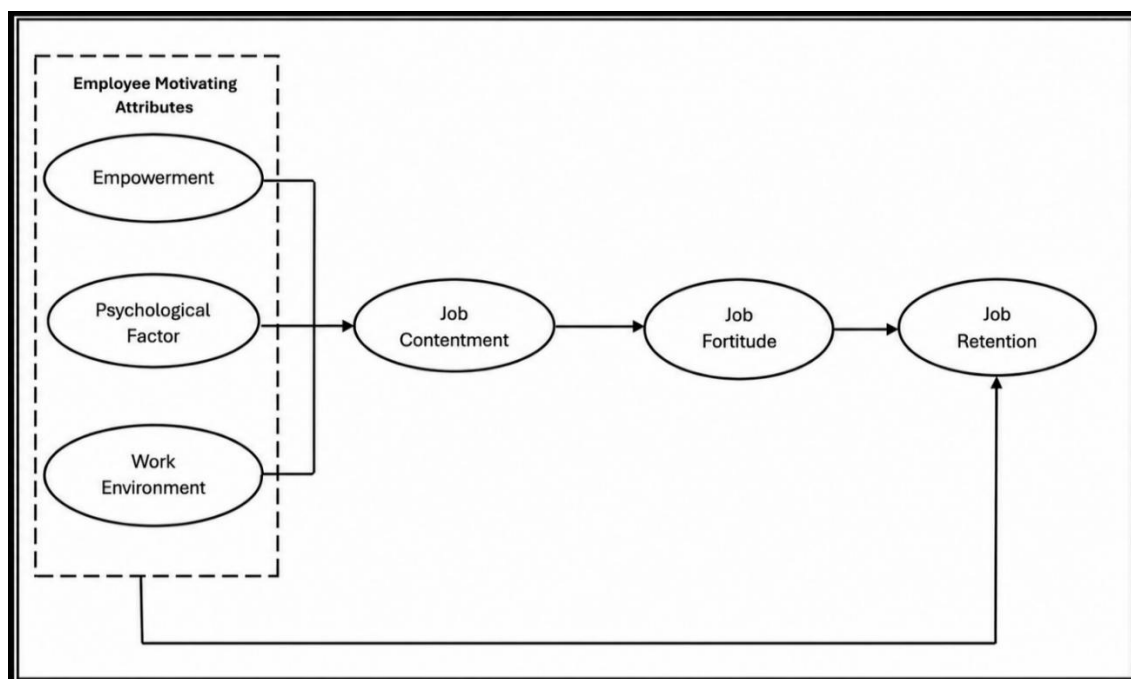 Employee Motivating
Attributes
Empowerment
Psychological
Factor
Work
Environment
Job
Contentment
Job
Fortitude
Job
Retention